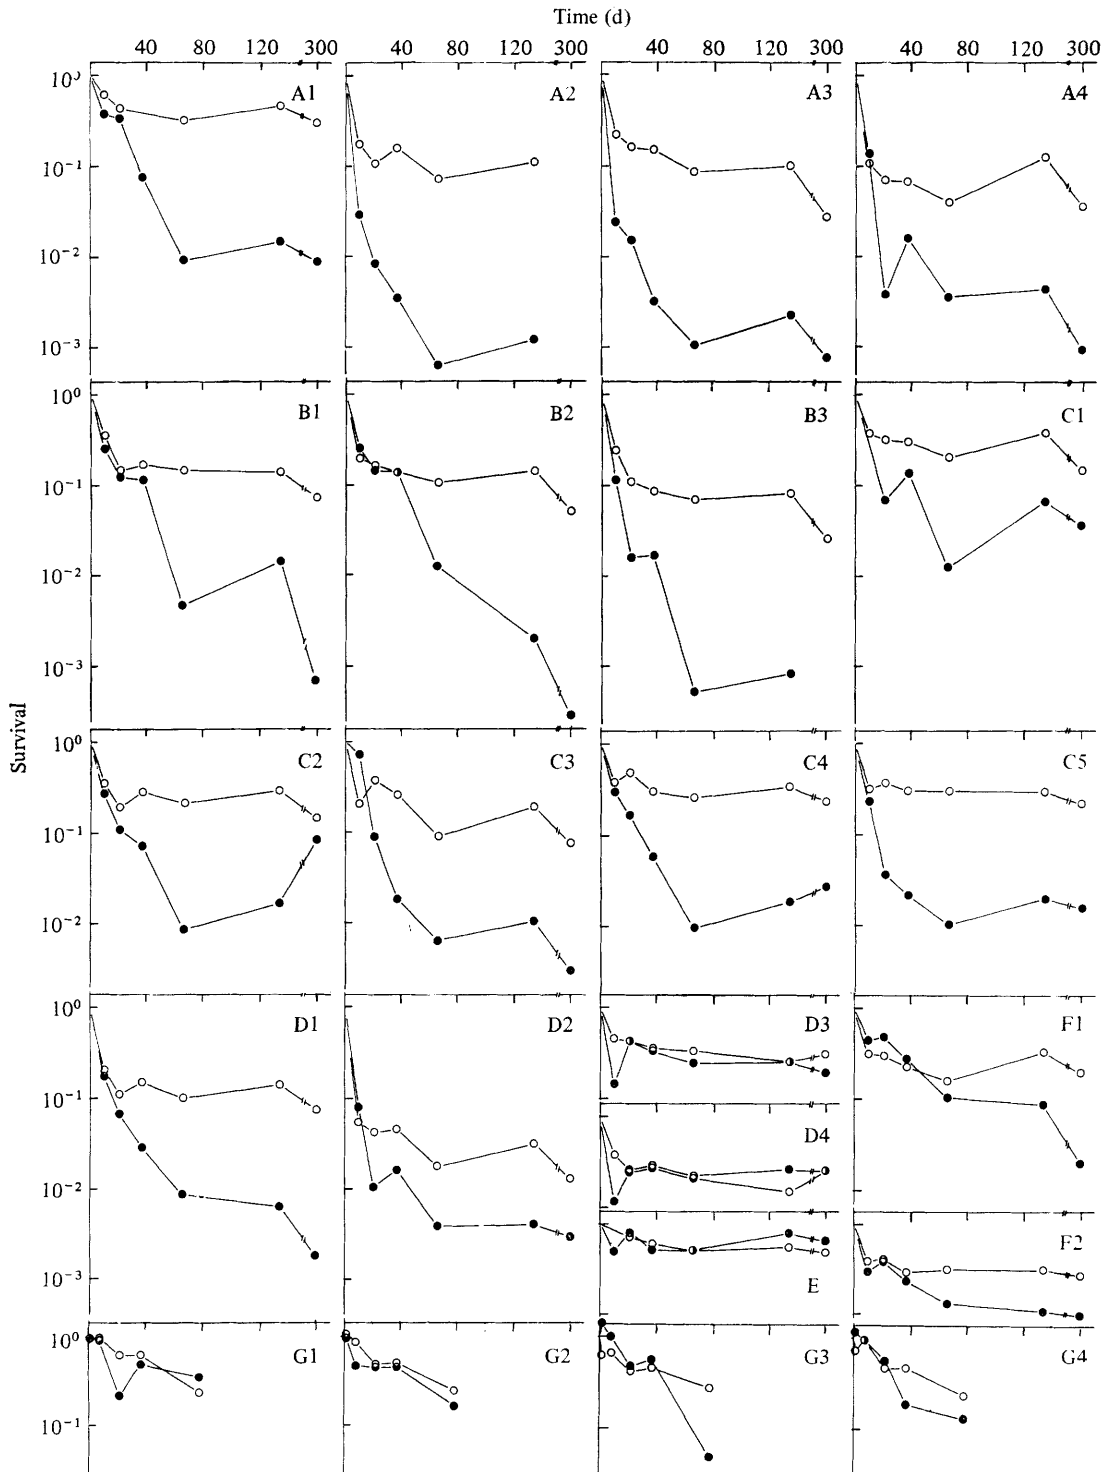 Time (d)
40 80 120 300 40 80 120 300 40 80 120 300 40 80 120 300
10⁰ A1 A2 A3 A4
10⁻¹
10⁻²
10⁻³
10⁰ B1 B2 B3 C1
10⁻¹
10⁻²
10⁻³
Survival
10⁰ C2 C3 C4 C5
10⁻¹
10⁻²
10⁰ D1 D2 D3 F1
10⁻¹ D4
10⁻² F2
10⁻³ E
10⁰ G1 G2 G3 G4
10⁻¹